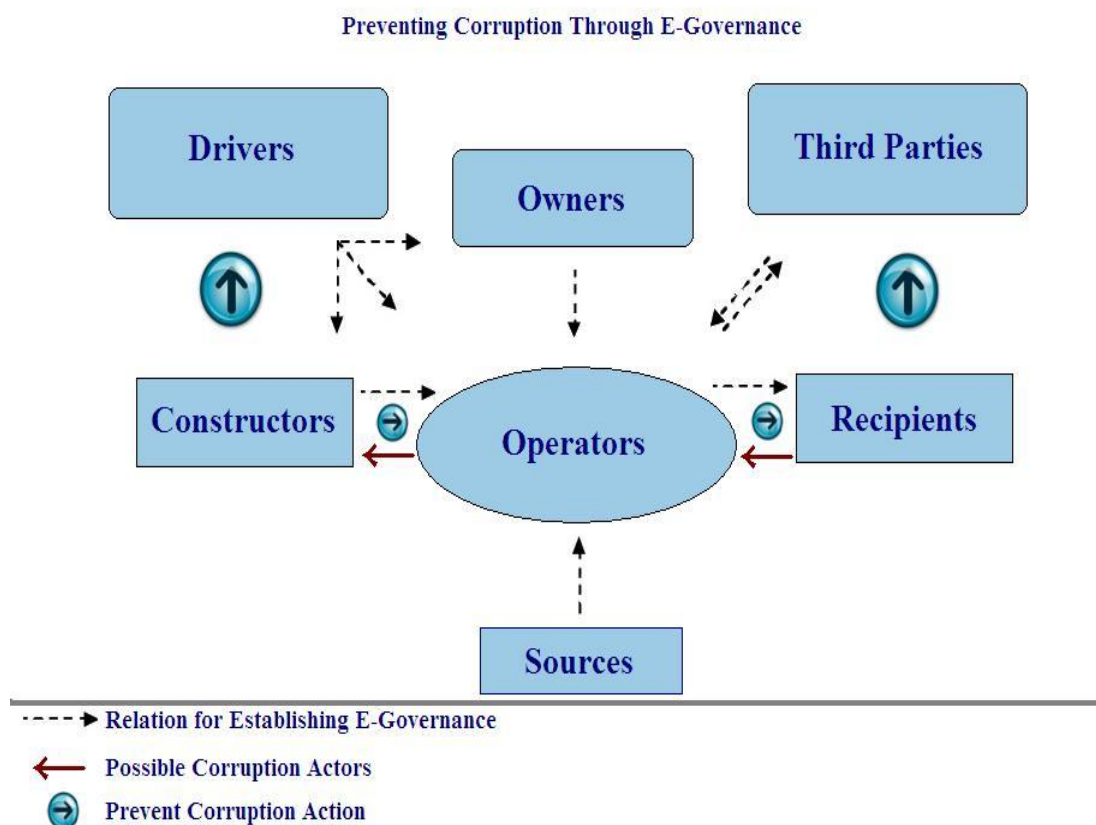 Preventing Corruption Through E-Governance
Drivers
Owners
Third Parties
Constructors
Operators
Recipients
Sources
Relation for Establishing E-Governance
Possible Corruption Actors
Prevent Corruption Action